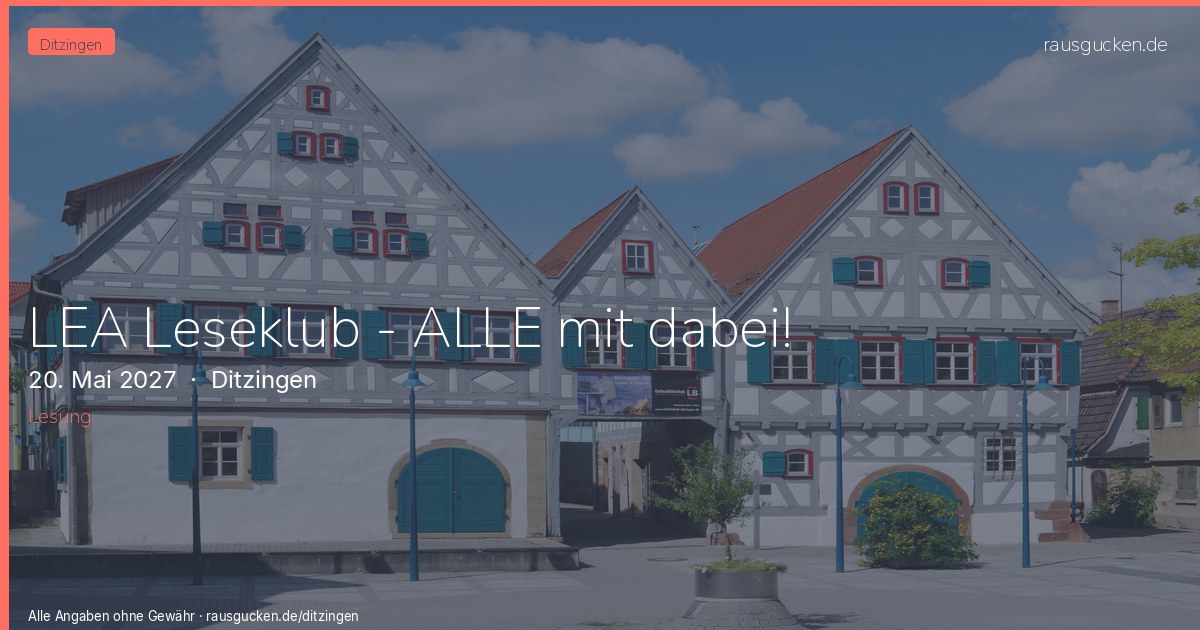 Ditzingen
rausgucken.de
LEA Leseklub - ALLE mit dabei!
20. Mai 2027 · Ditzingen
Lesung
LB
Alle Angaben ohne Gewähr · rausgucken.de/ditzingen